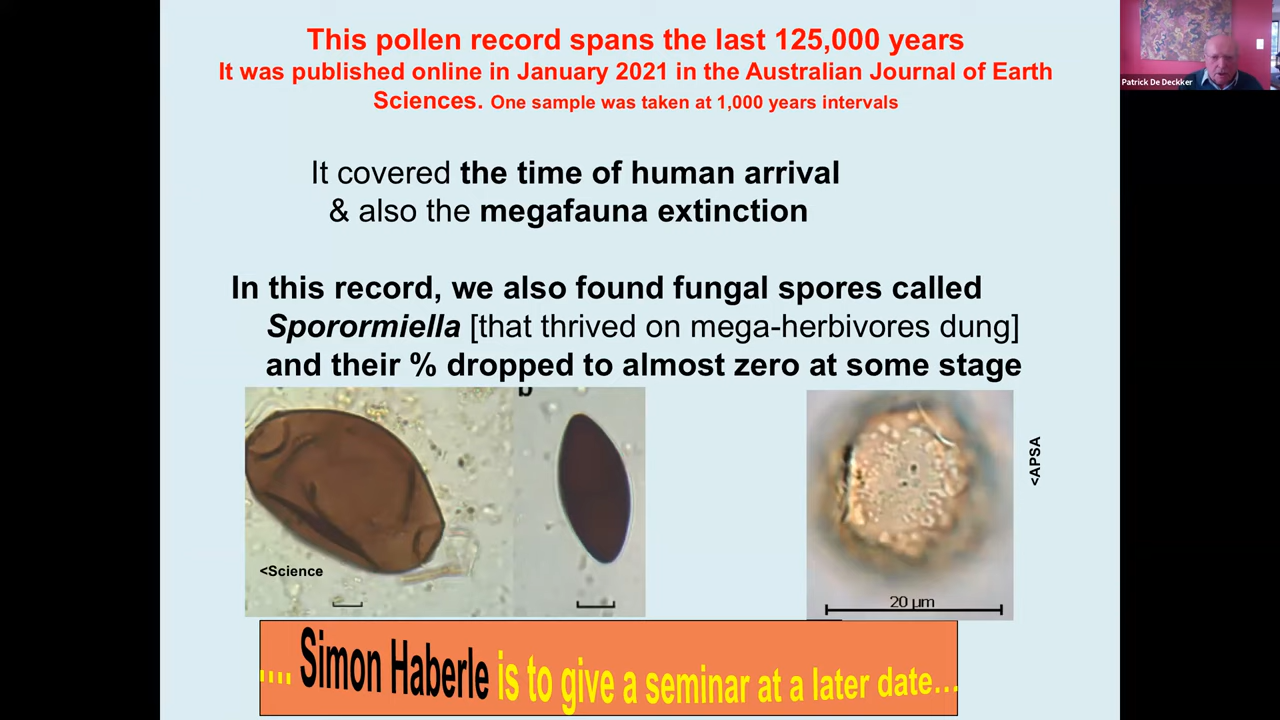 This pollen record spans the last 125,000 years
It was published online in January 2021 in the Australian Journal of Earth
Sciences. One sample was taken at 1,000 years intervals
Patrick De Deckker
It covered the time of human arrival
& also the megafauna extinction
In this record, we also found fungal spores called
Sporormiella [that thrived on mega-herbivores dung]
and their % dropped to almost zero at some stage
b
<APSA
<Science
20 µm
.... Simon Haberle is to give a seminar at a later date...